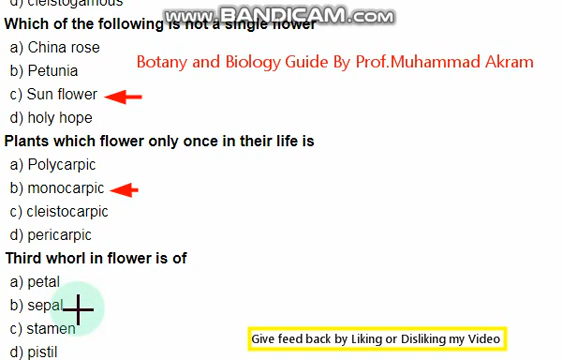 d) cleistogamous
www.BANDICAM.com
Which of the following is not a single flower
a) China rose
Botany and Biology Guide By Prof.Muhammad Akram
b) Petunia
c) Sun flower
d) holy hope
Plants which flower only once in their life is
a) Polycarpic
b) monocarpic
c) cleistocarpic
d) pericarpic
Third whorl in flower is of
a) petal
b) sepal
c) stamen
Give feed back by Liking or Disliking my Video
d) pistil